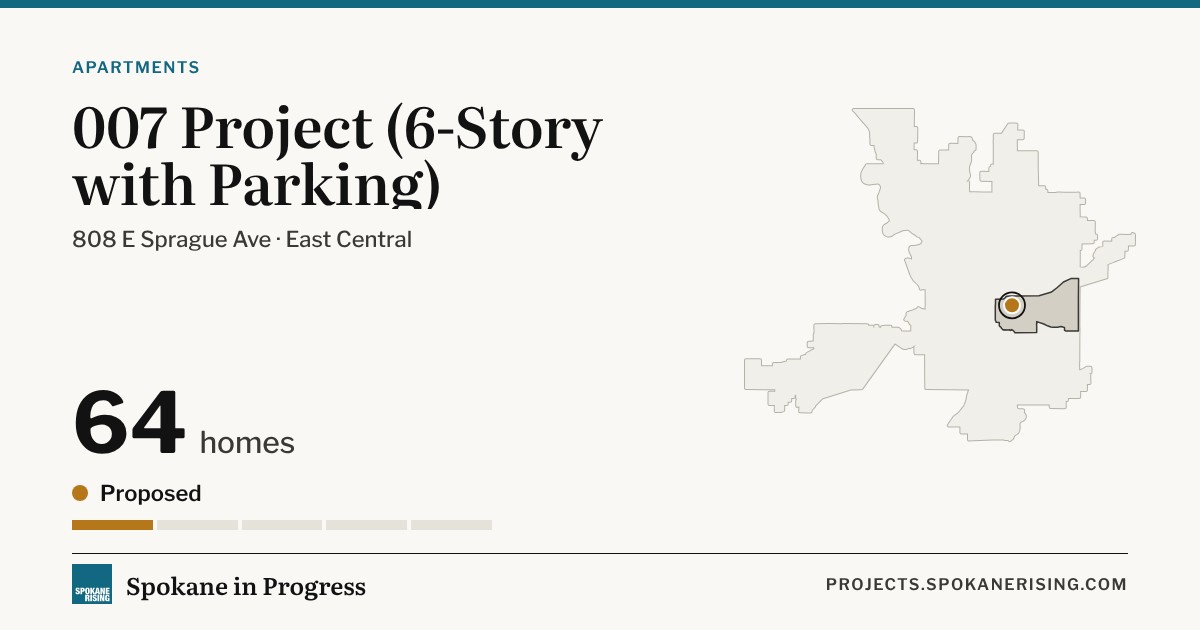 APARTMENTS
007 Project (6-Story
with Parking)
808 E Sprague Ave · East Central
64 homes
Proposed
SPOKANE
RISING
Spokane in Progress
PROJECTS.SPOKANERISING.COM